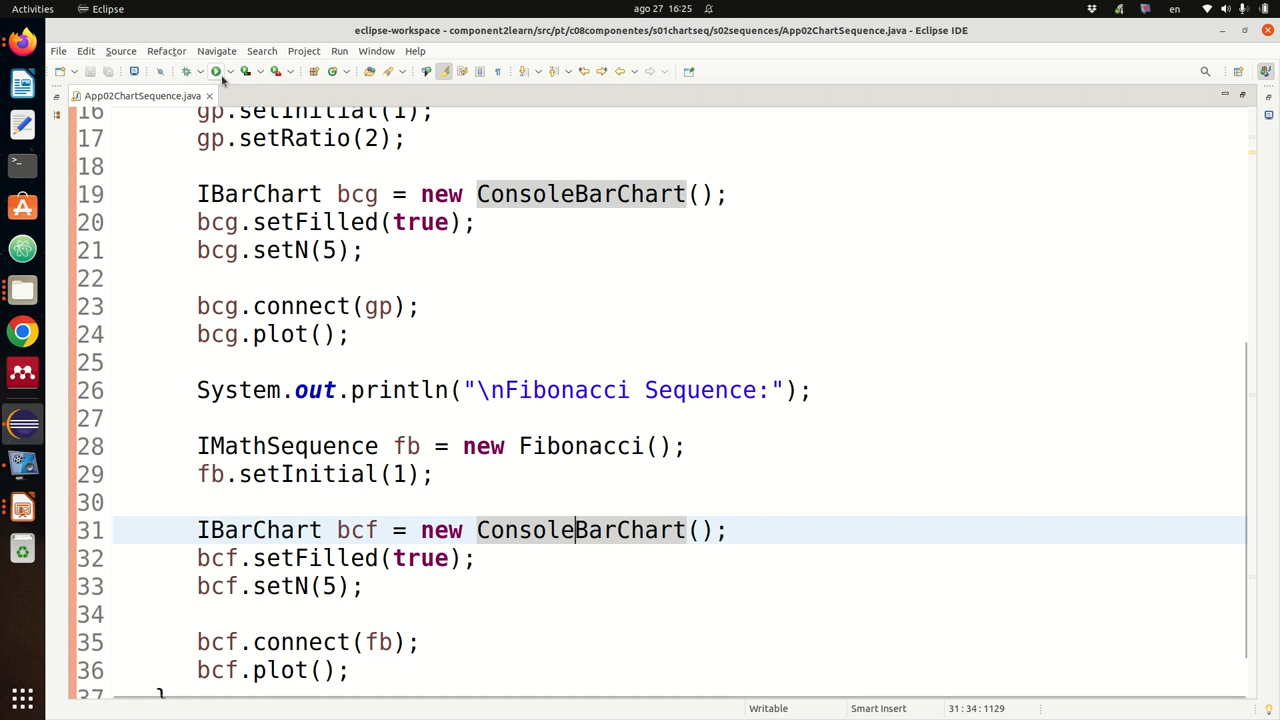 Activities
Eclipse
ago 27 16:25
en
eclipse-workspace - component2learn/src/pt/c08componentes/s01chartseq/s02sequences/App02ChartSequence.java - Eclipse IDE
File Edit Source Refactor Navigate Search Project Run Window Help
App02ChartSequence.java
16 gp.setInitial(1);
17 gp.setRatio(2);
18
19 IBarChart bcg = new ConsoleBarChart();
20 bcg.setFilled(true);
21 bcg.setN(5);
22
23 bcg.connect(gp);
24 bcg.plot();
25
26 System.out.println("\nFibonacci Sequence:");
27
28 IMathSequence fb = new Fibonacci();
29 fb.setInitial(1);
30
31 IBarChart bcf = new ConsoleBarChart();
32 bcf.setFilled(true);
33 bcf.setN(5);
34
35 bcf.connect(fb);
36 bcf.plot();
37 }
Writable
Smart Insert
31 : 34 : 1129